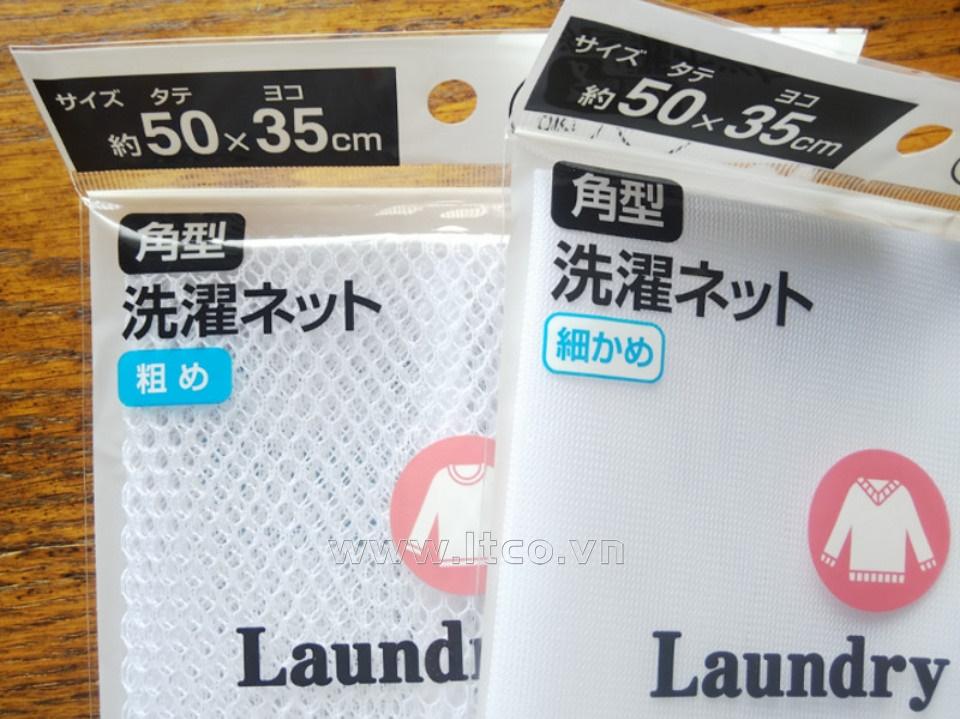 サイズ タテ ヨコ
約50×35cm
角型
洗濯ネット
粗め
Laund
サイズ タテ ヨコ
約50×35cm
角型
洗濯ネット
細かめ
Laundry
www.ltco.vn